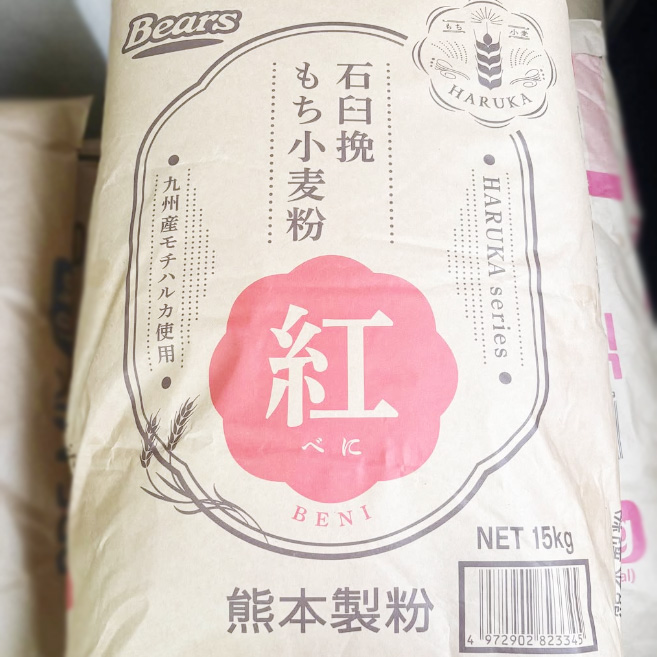 Bears
もち 小麦
HARUKA
石臼挽
もち小麦粉
九州産モチハルカ使用
HARUKA series
紅
べに
BENI
NET 15kg
熊本製粉
4 972902 823345